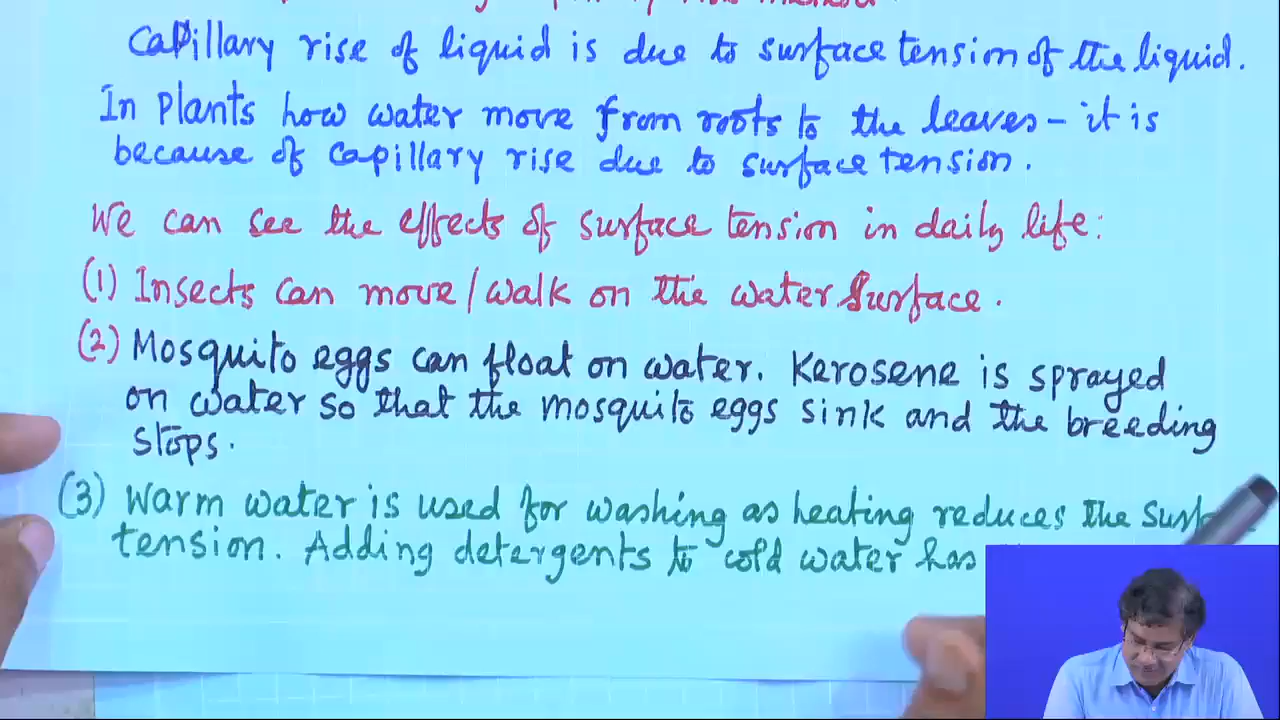 Capillary rise of liquid is due to surface tension of the liquid.
In Plants how water move from roots to the leaves – it is
because of capillary rise due to surface tension.
We can see the effects of surface tension in daily life:
(1) Insects can move/walk on the water surface.
(2) Mosquito eggs can float on water. Kerosene is sprayed
on water so that the mosquito eggs sink and the breeding
stops.
(3) Warm water is used for washing as heating reduces the
tension. Adding detergents to cold water has